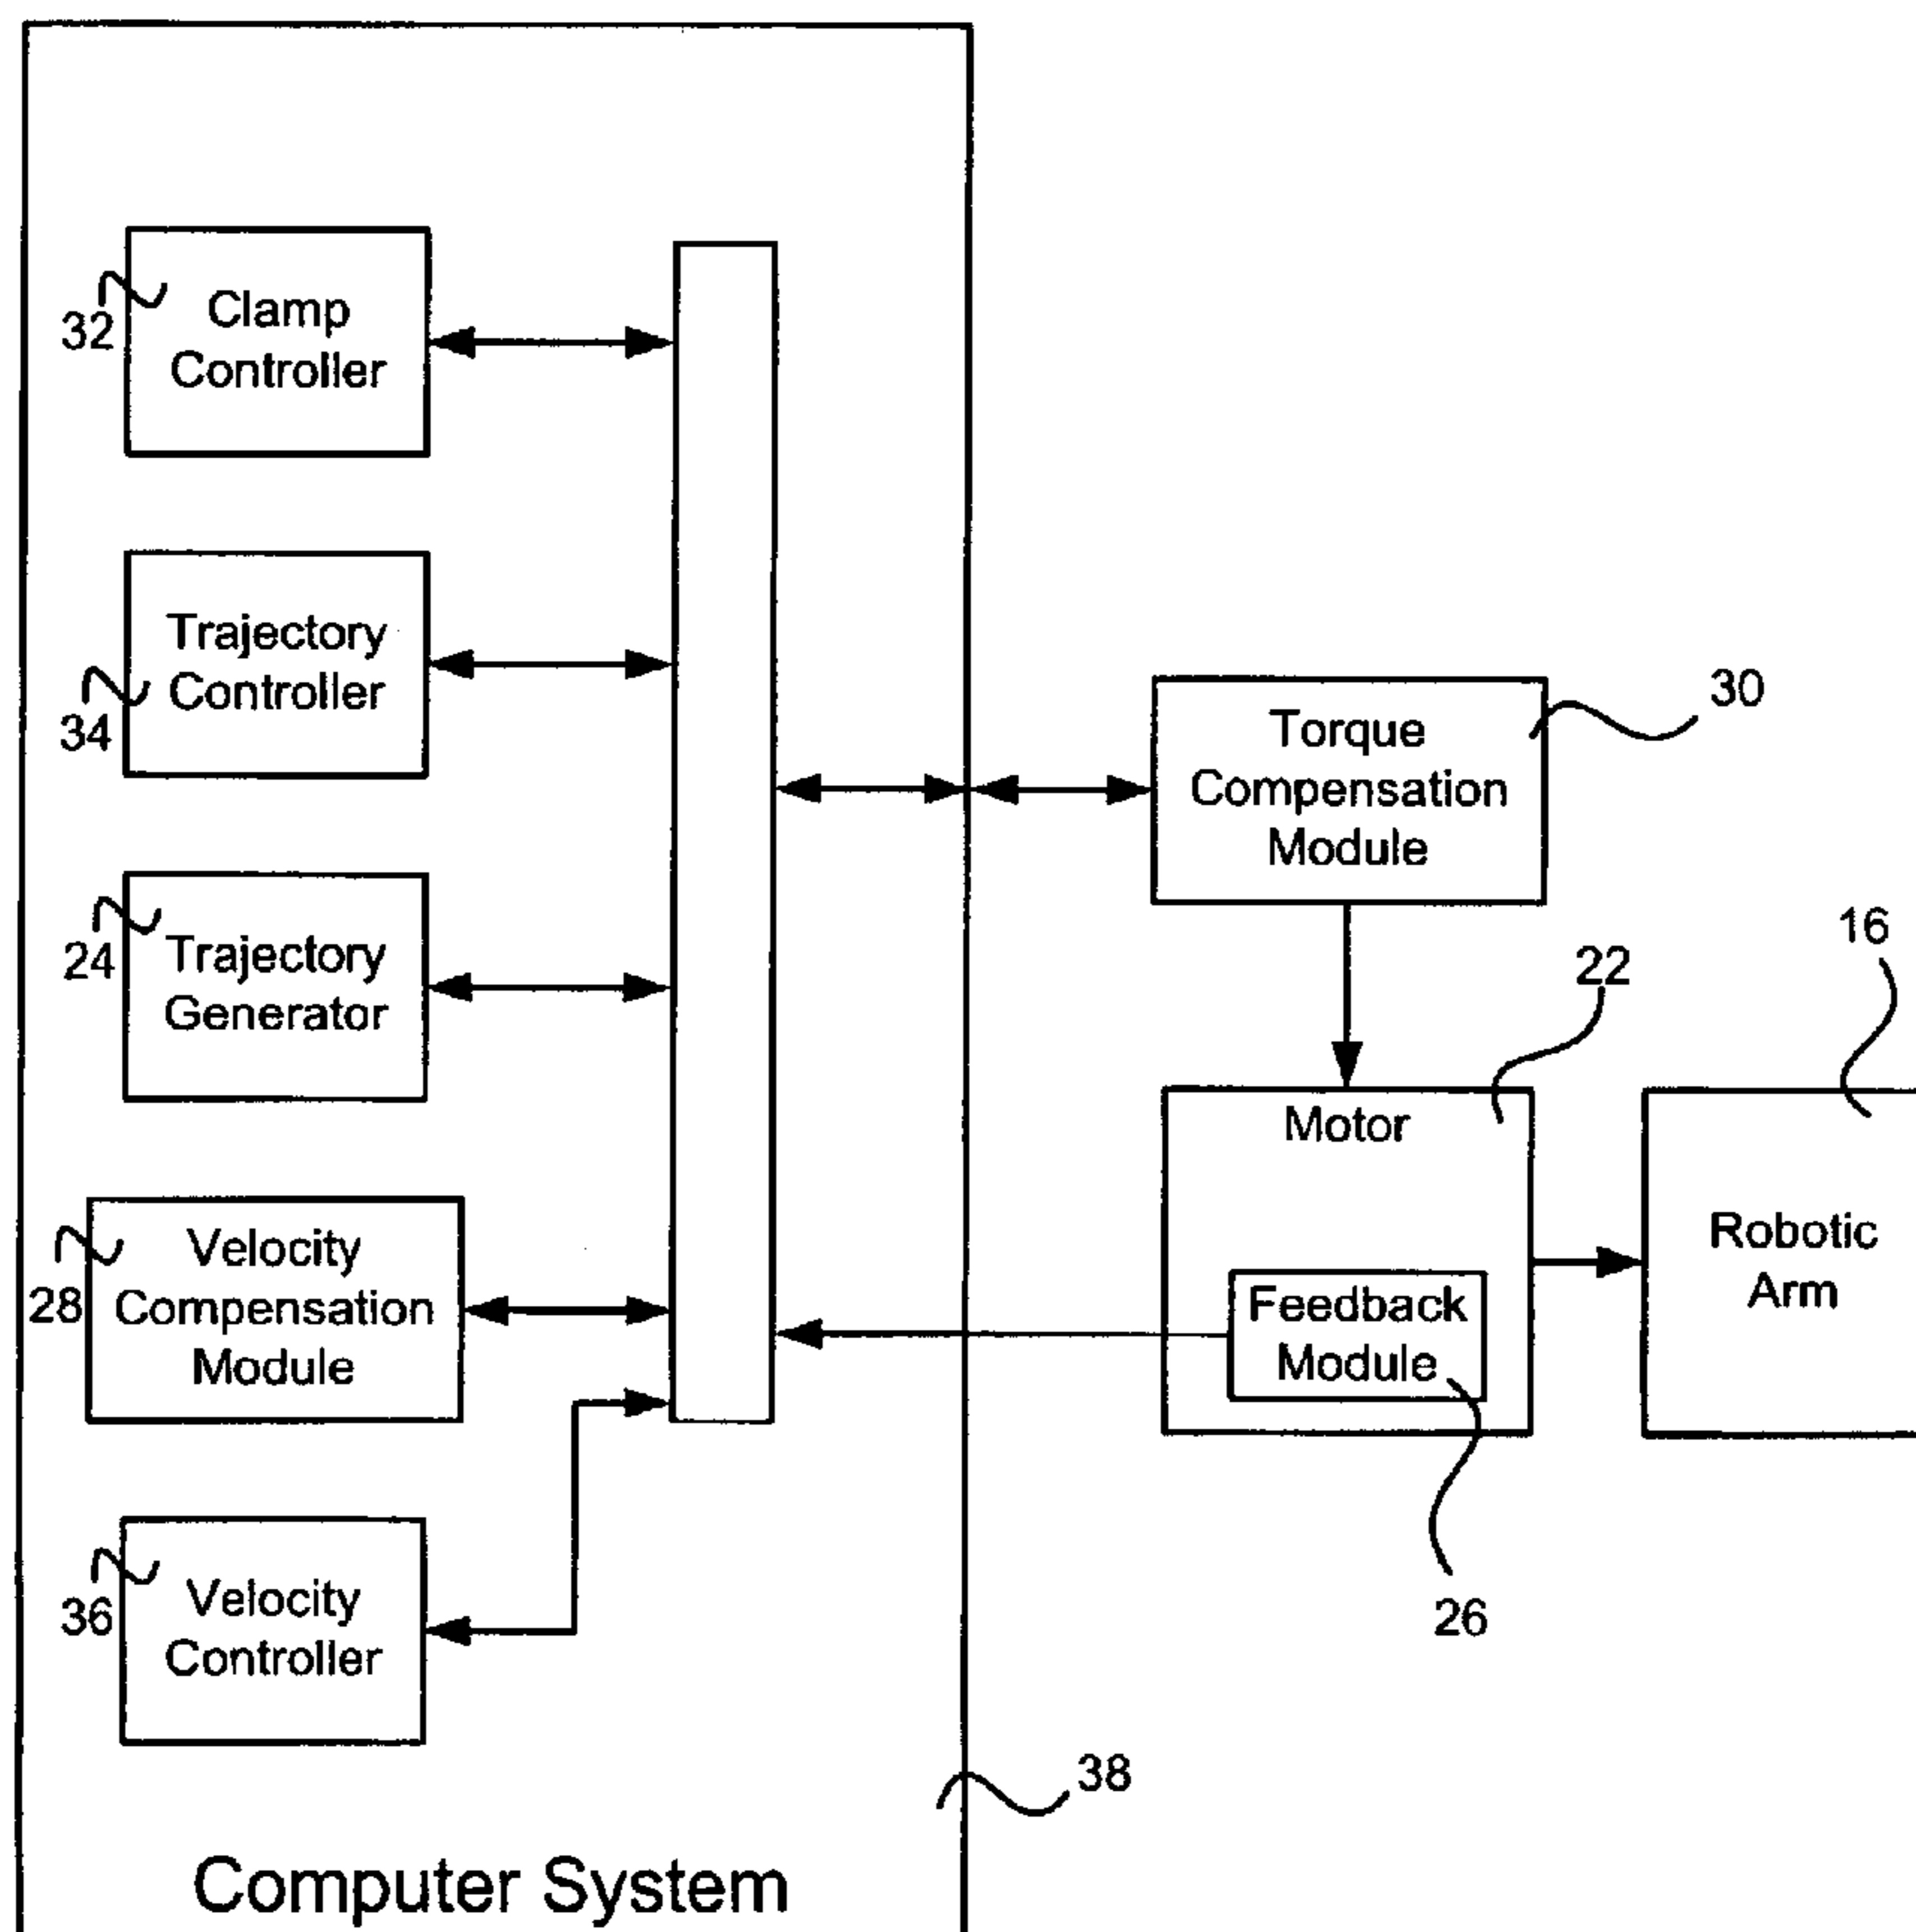 Clamp
Controller
32
Trajectory
Controller
34
Trajectory
Generator
24
Velocity
Compensation
Module
28
Velocity
Controller
36
Computer System
38
Torque
Compensation
Module
30
Motor
22
Feedback
Module
26
Robotic
Arm
16